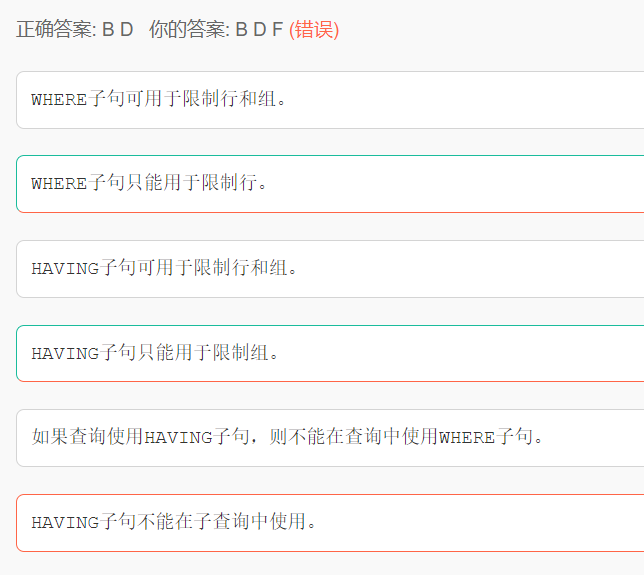 正确答案: B D 你的答案: B D F (错误)
WHERE子句可用于限制行和组。
WHERE子句只能用于限制行。
HAVING子句可用于限制行和组。
HAVING子句只能用于限制组。
如果查询使用HAVING子句，则不能在查询中使用WHERE子句。
HAVING子句不能在子查询中使用。